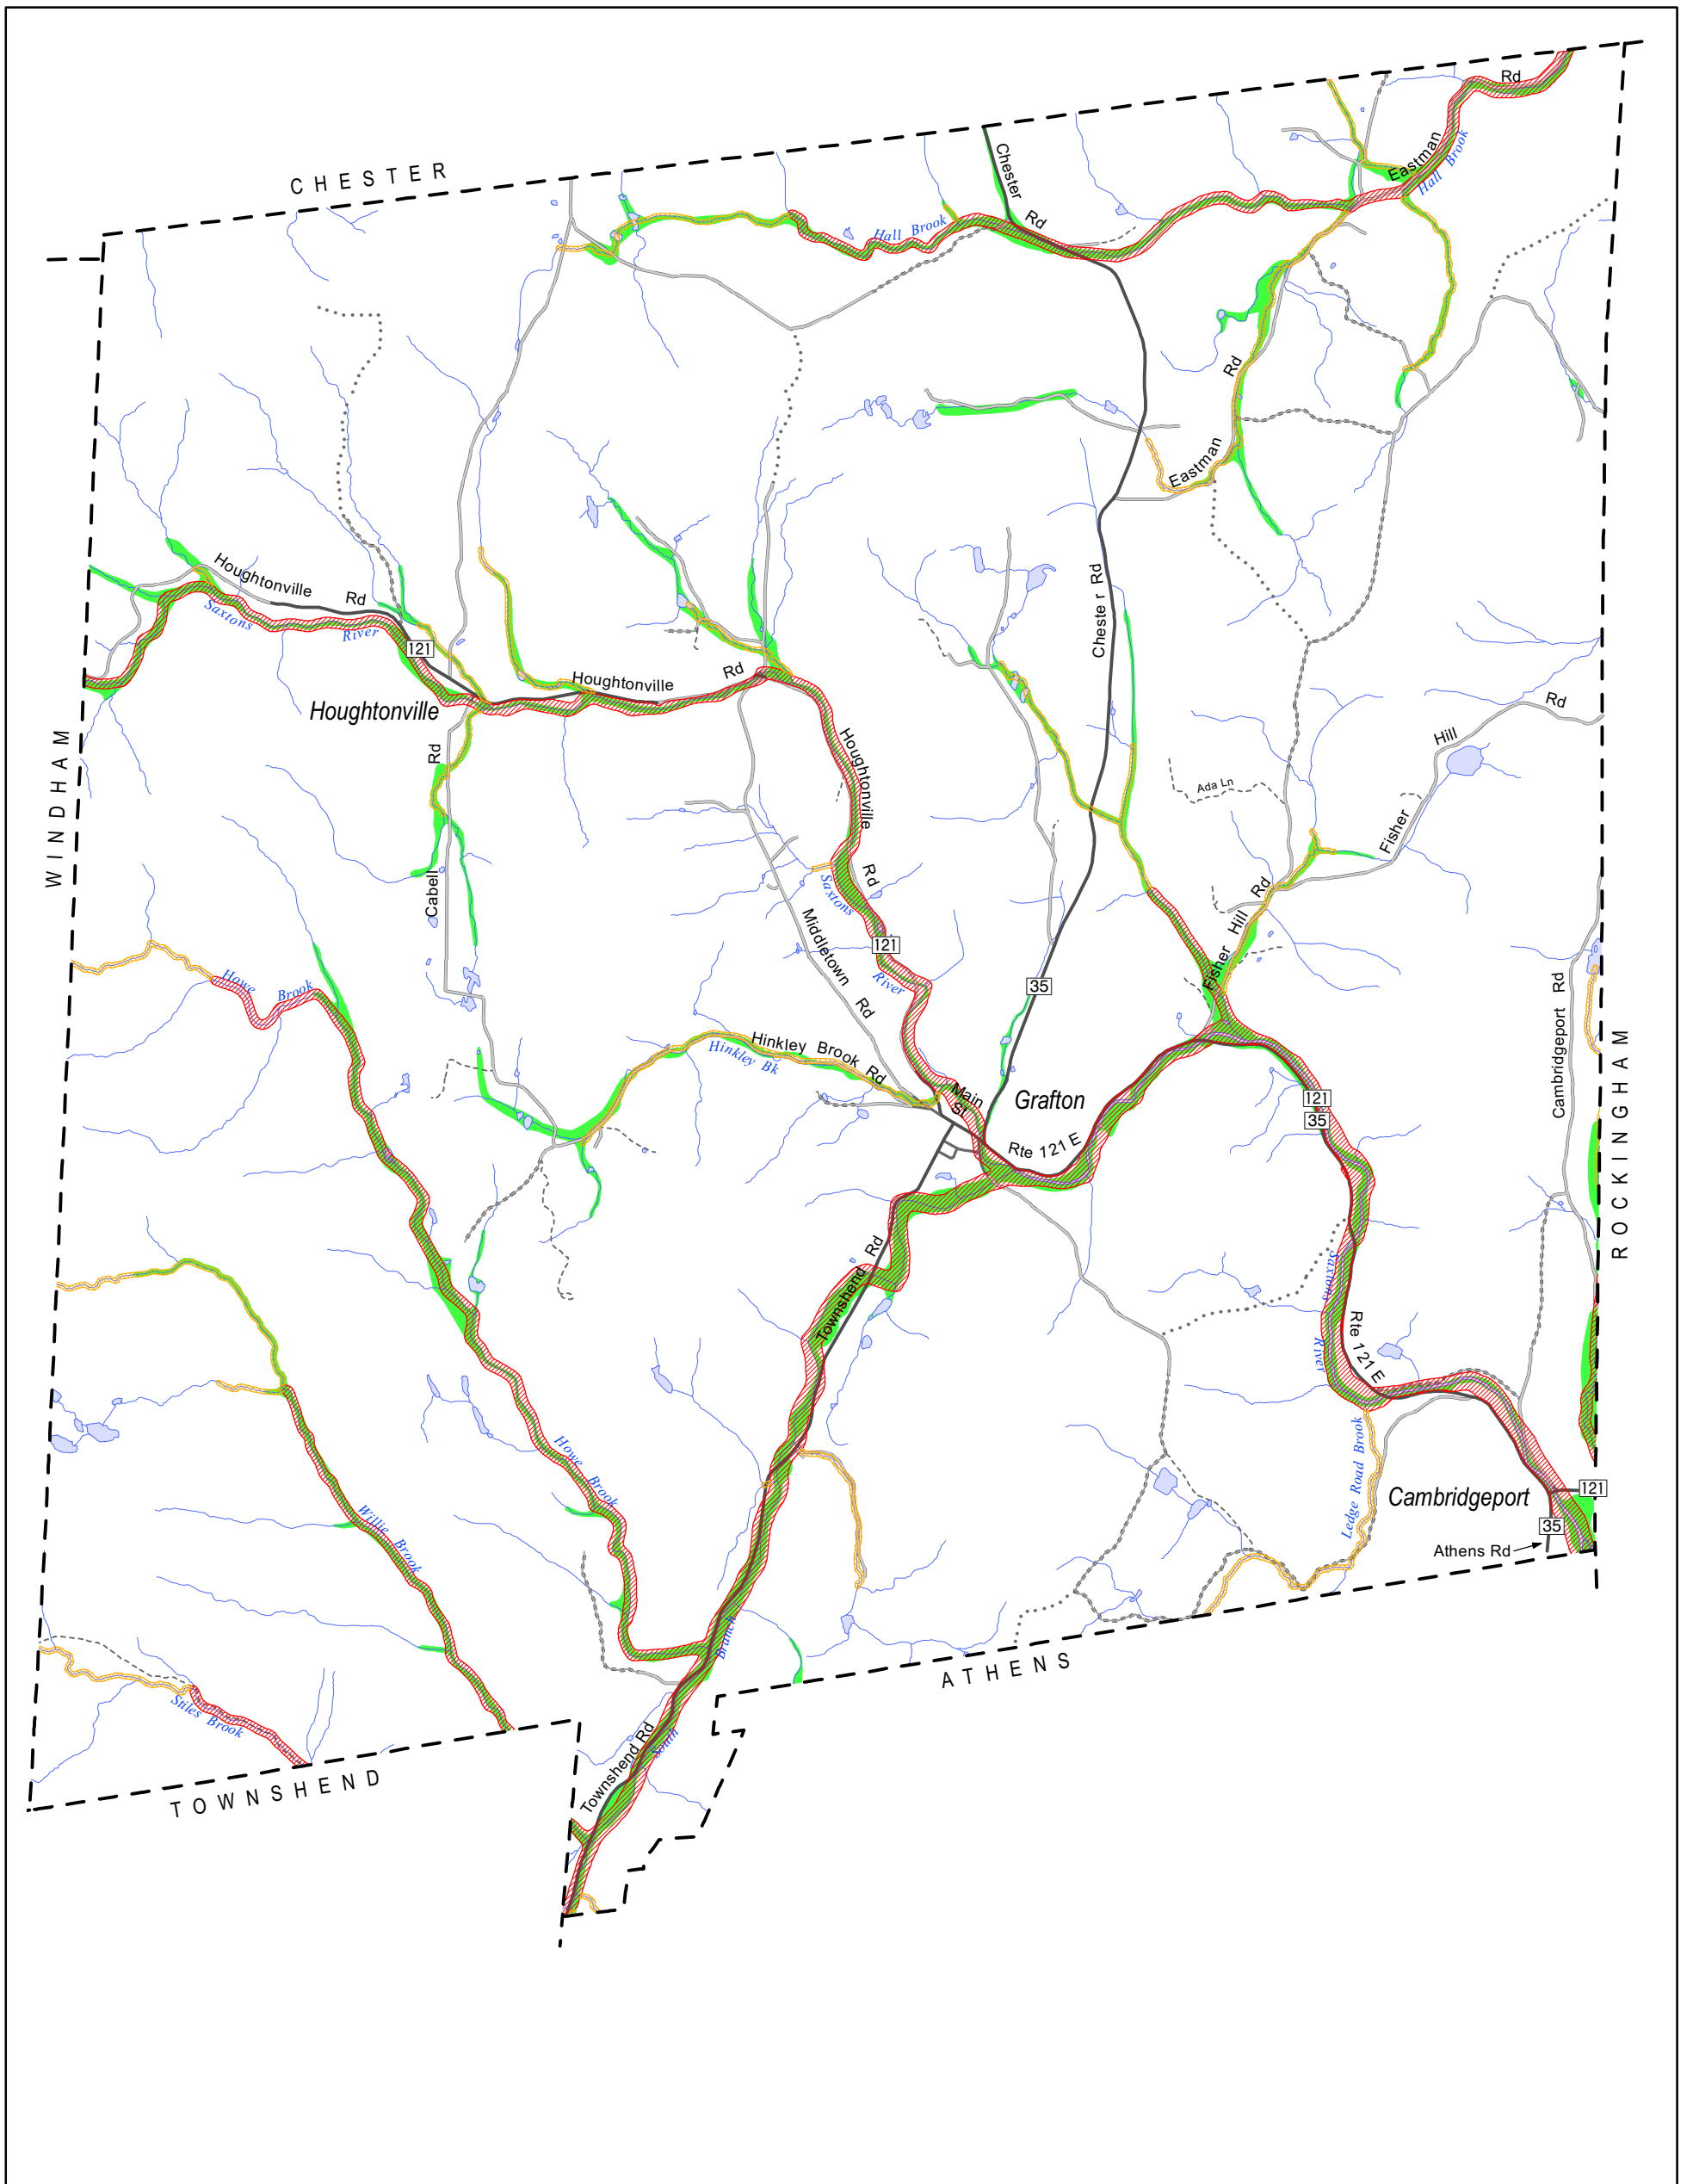 Rd
Eastman
Hall Brook
CHESTER
Chester
Rd
Hall Brook
Rd
Eastman
Houghtonville
Rd
Saxtons
River
121
Chester Rd
Houghtonville
Rd
Houghtonville
Rd
Hill
Rd
WINDHAM
Houghtonville
Rd
Ada Ln
Fisher
Cabell
Saxtons
Middletown
Rd
121
River
Fisher
Hill
Rd
Howe
Brook
35
Cambridgeport
Rd
ROCKINGHAM
Hinkley Brook
Rd
Hinkley Bk
Main
St
Grafton
121
35
Rte 121 E
Townshend
Rd
Saxtons
River
Rte 121 E
Howe
Brook
Ledge Road Brook
Cambridgeport
121
35
Athens Rd
Willie
Brook
Branch
South
ATHENS
Stiles Brook
Townshend Rd
TOWNSHEND